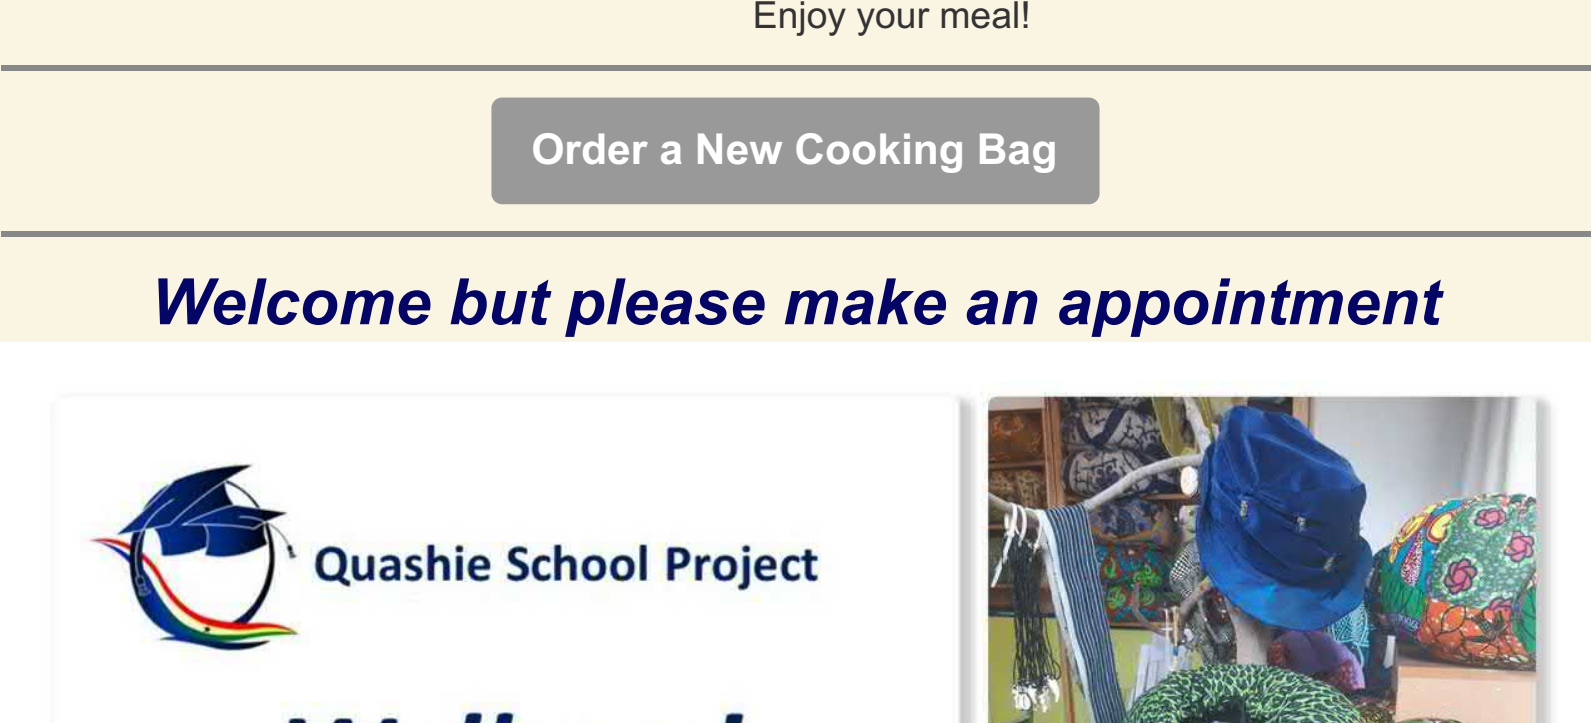 Enjoy your meal!
Order a New Cooking Bag
Welcome but please make an appointment
Quashie School Project